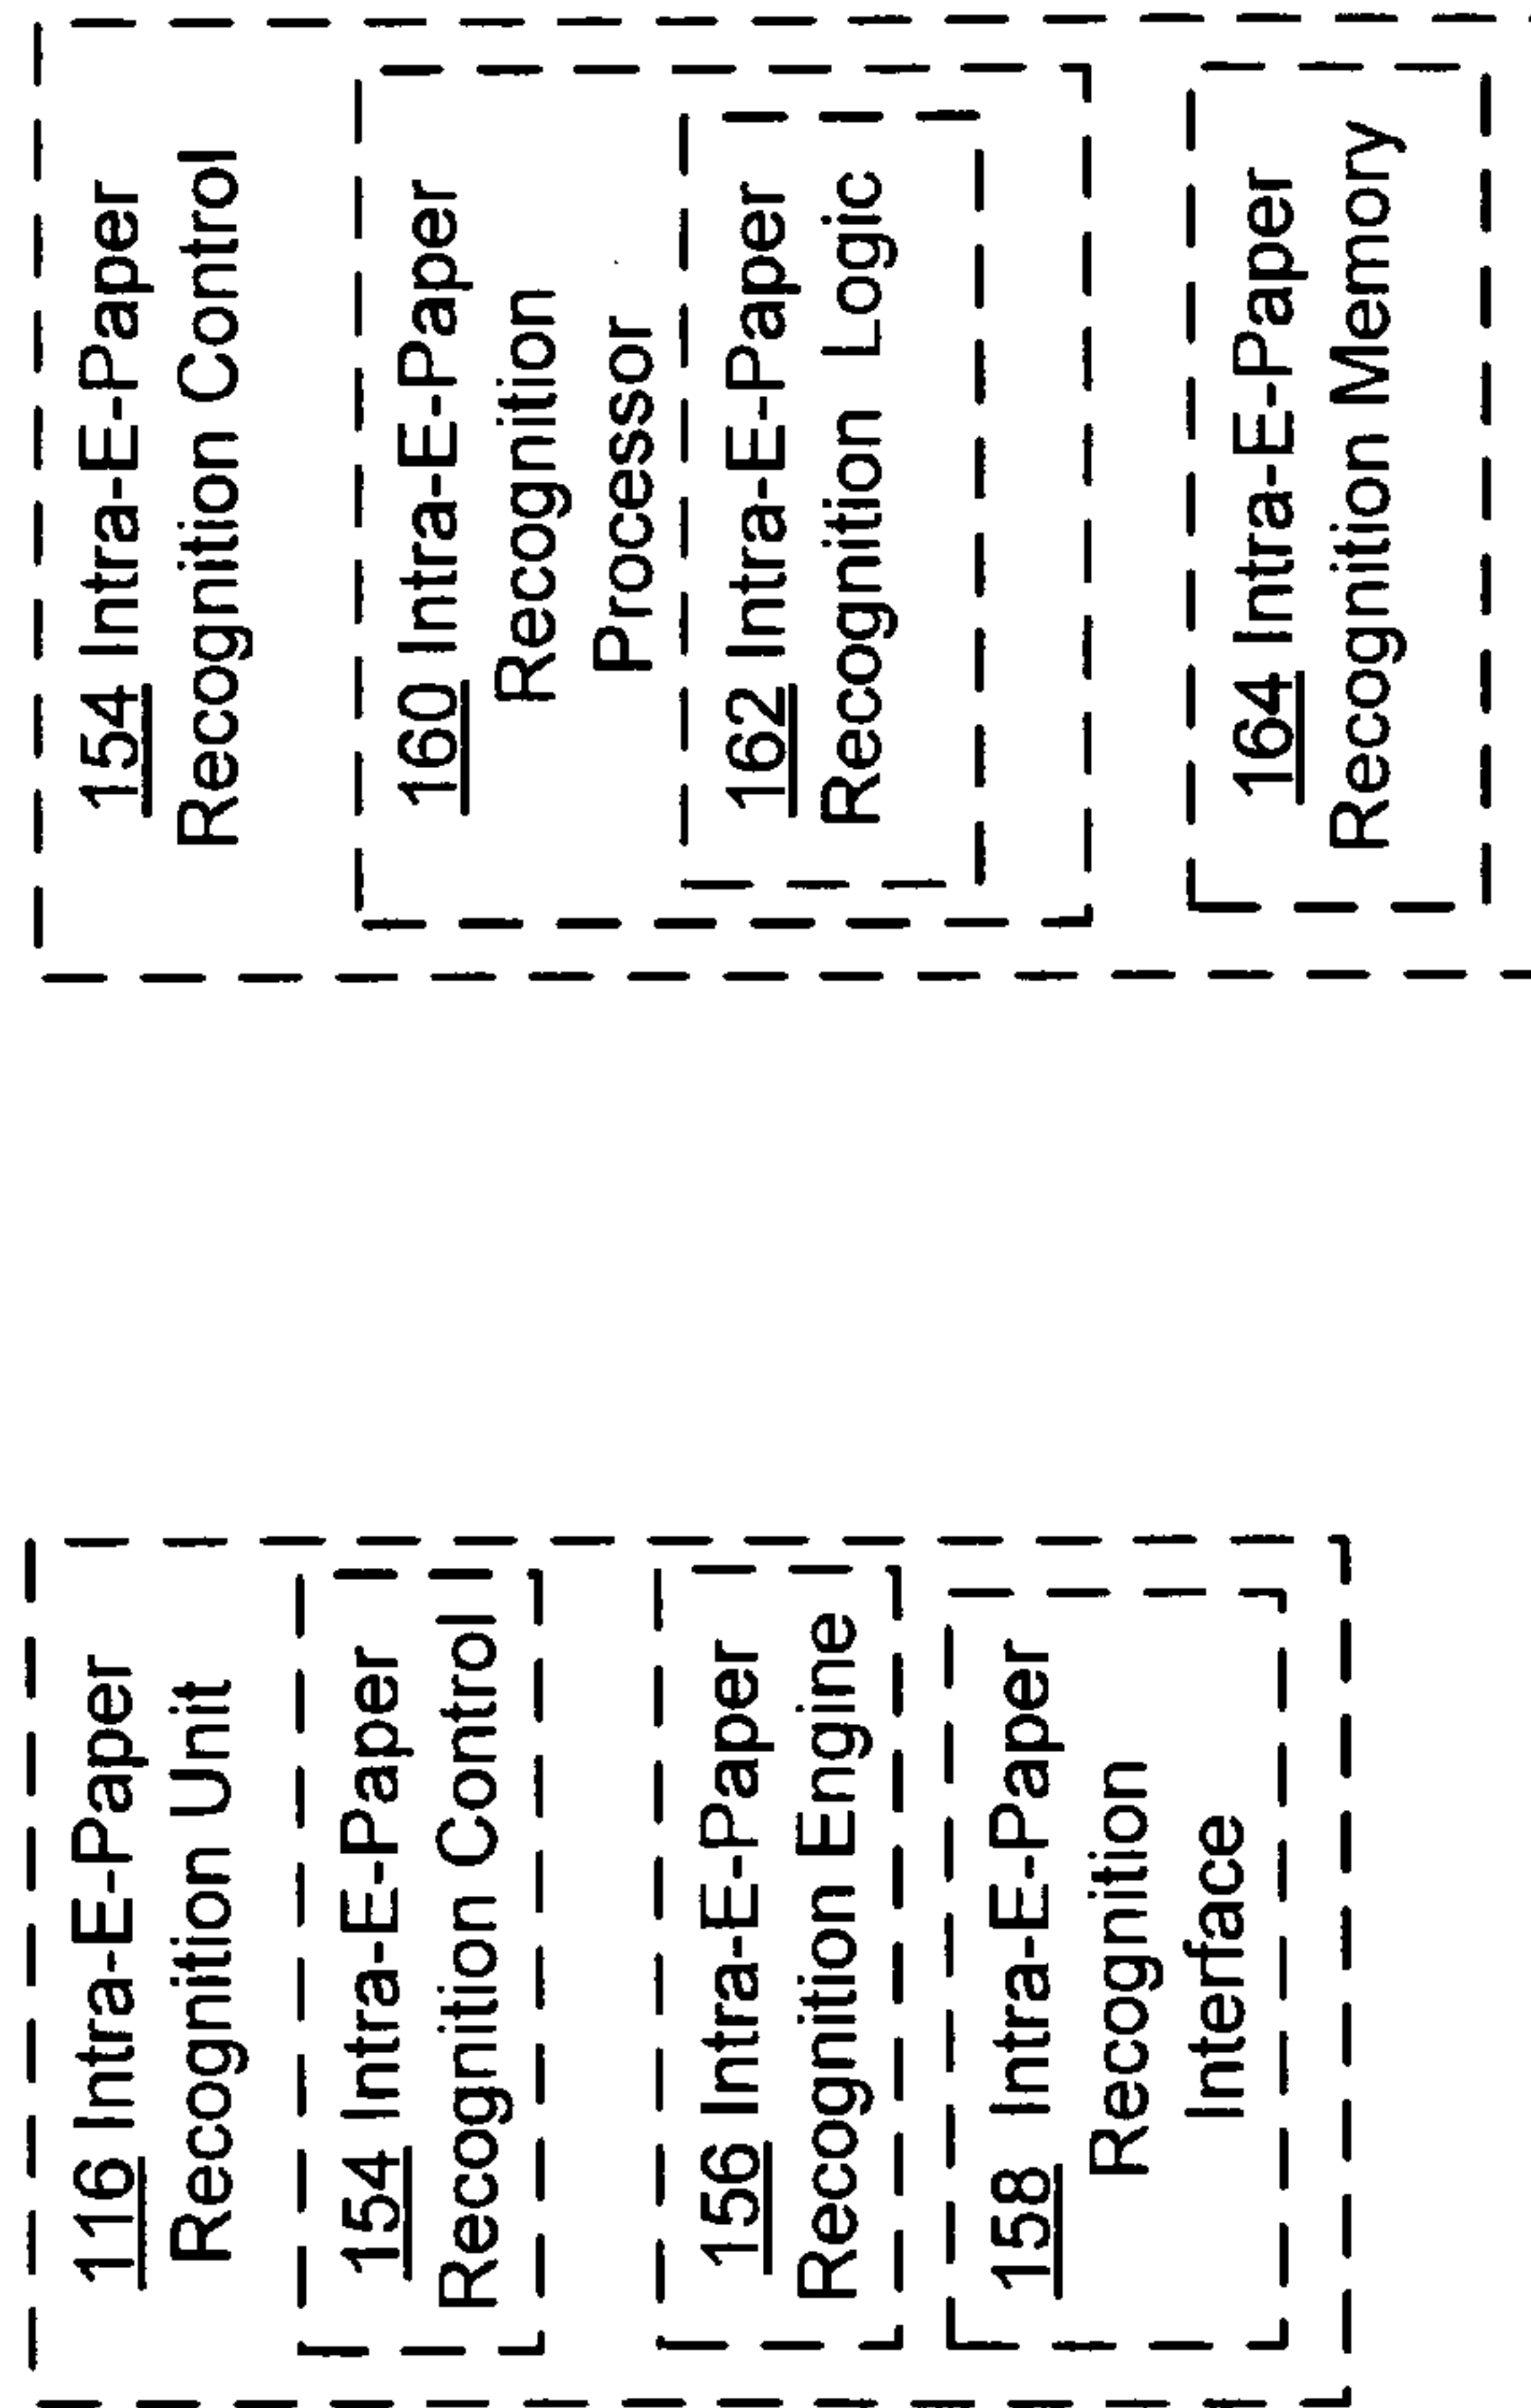 116 Intra-E-Paper
Recognition Unit
154 Intra-E-Paper
Recognition Control
156 Intra-E-Paper
Recognition Engine
158 Intra-E-Paper
Recognition
Interface
154 Intra-E-Paper
Recognition Control
160 Intra-E-Paper
Recognition
Processor
162 Intra-E-Paper
Recognition Logic
164 Intra-E-Paper
Recognition Memory